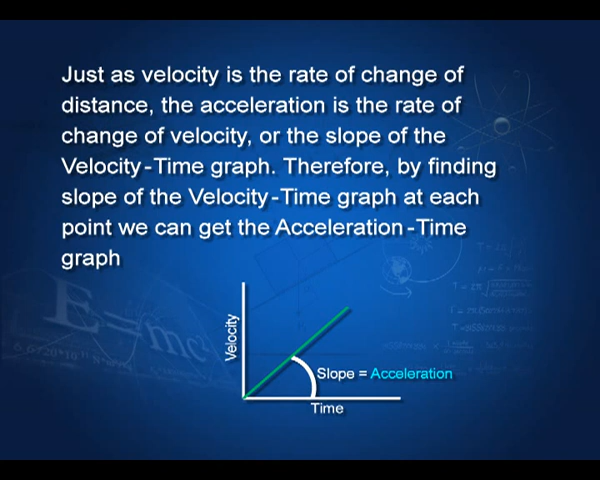 Just as velocity is the rate of change of
distance, the acceleration is the rate of
change of velocity, or the slope of the
Velocity-Time graph. Therefore, by finding
slope of the Velocity-Time graph at each
point we can get the Acceleration-Time
graph
Velocity
Slope = Acceleration
Time
E=mc²